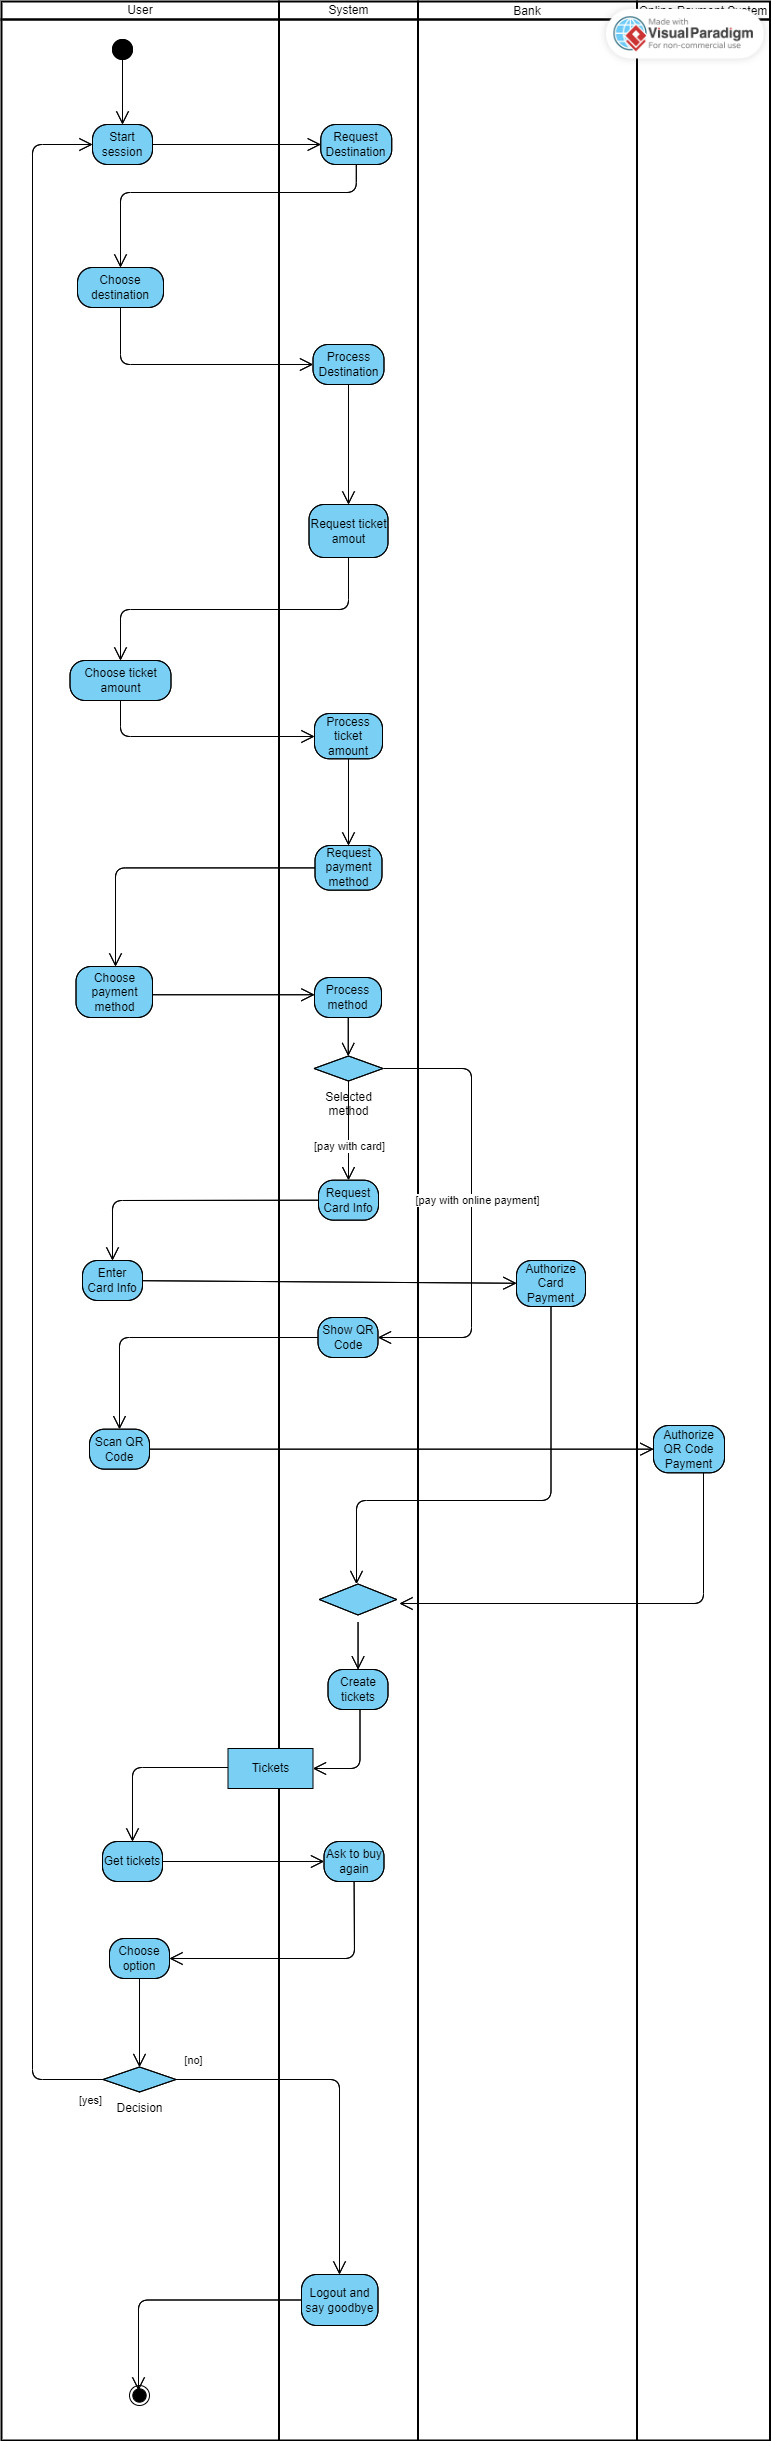 User
System
Bank
Online Payment System
Made with
VisualParadigm
For non-commercial use
Start
session
Request
Destination
Choose
destination
Process
Destination
Request ticket
amout
Choose ticket
amount
Process
ticket
amount
Request
payment
method
Choose
payment
method
Process
method
Selected
method
[pay with card]
Request
Card Info
[pay with online payment]
Enter
Card Info
Authorize
Card
Payment
Show QR
Code
Scan QR
Code
Authorize
QR Code
Payment
Create
tickets
Tickets
Get tickets
Ask to buy
again
Choose
option
[no]
[yes]
Decision
Logout and
say goodbye